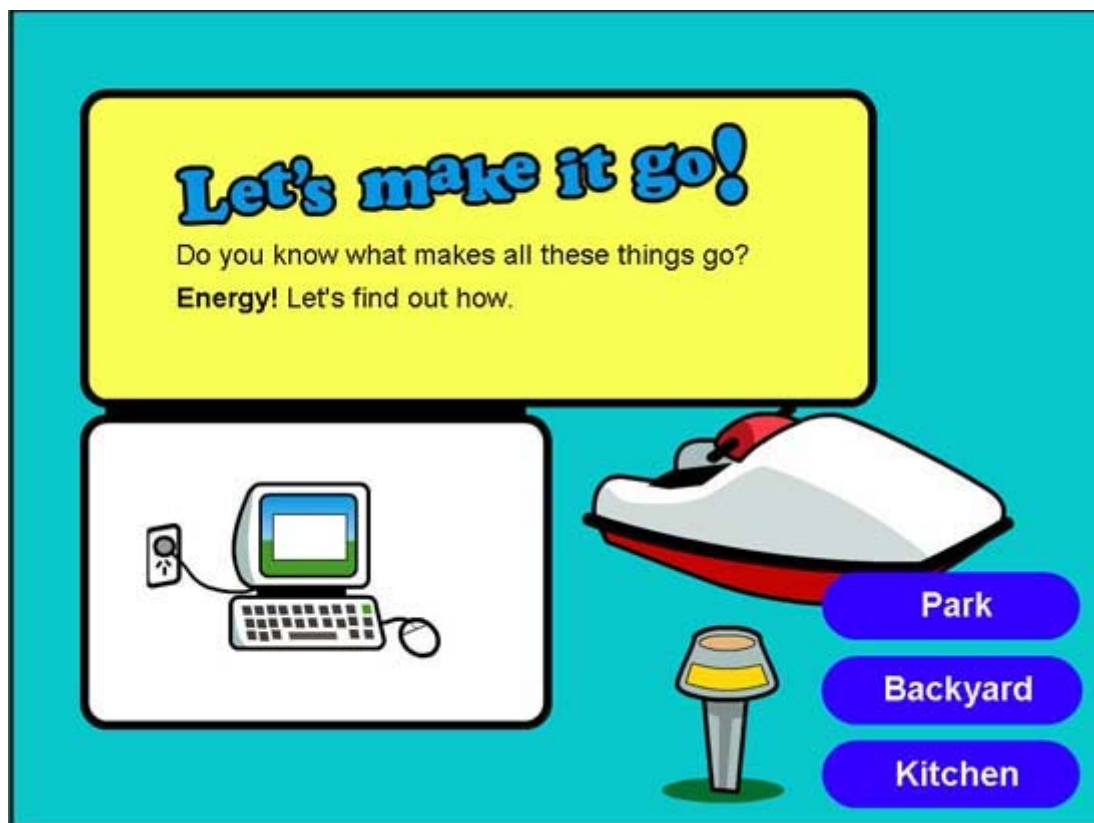 Let's make it go!
Do you know what makes all these things go?
Energy! Let's find out how.
Park
Backyard
Kitchen